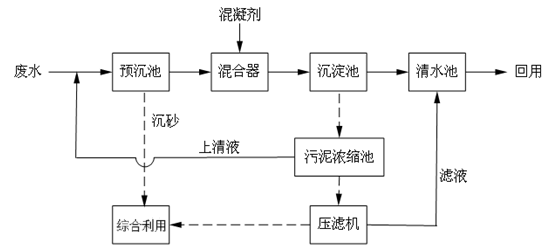 混凝剂
废水
预沉池
混合器
沉淀池
清水池
回用
沉砂
上清液
污泥浓缩池
滤液
综合利用
压滤机